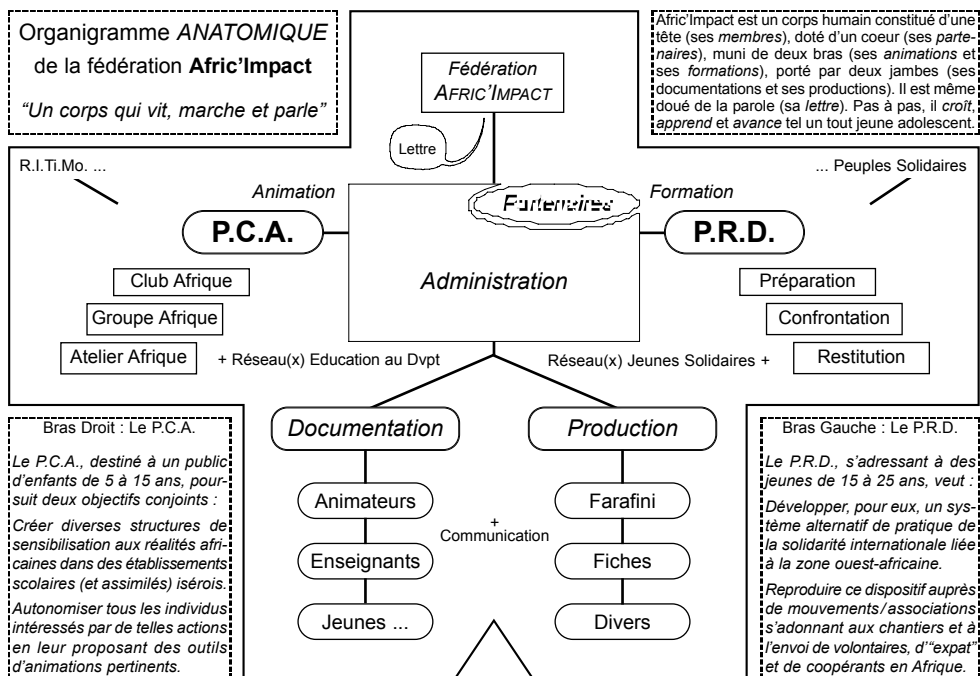 Organigramme ANATOMIQUE
de la fédération Afric'Impact
“Un corps qui vit, marche et parle”
Fédération
AFRIC'IMPACT
Afric'Impact est un corps humain constitué d'une
tête (ses membres), doté d'un coeur (ses parte-
naires), muni de deux bras (ses animations et
ses formations), porté par deux jambes (ses
documentations et ses productions). Il est même
doué de la parole (sa lettre). Pas à pas, il croît,
apprend et avance tel un tout jeune adolescent.
Lettre
R.I.Ti.Mo. ...
... Peuples Solidaires
Animation
Partenaires
Formation
P.C.A.
P.R.D.
Administration
Club Afrique
Groupe Afrique
Atelier Afrique
Préparation
Confrontation
Restitution
+ Réseau(x) Education au Dvpt
Réseau(x) Jeunes Solidaires +
Bras Droit : Le P.C.A.
Le P.C.A., destiné à un public
d'enfants de 5 à 15 ans, pour-
suit deux objectifs conjoints :
Créer diverses structures de
sensibilisation aux réalités afri-
caines dans des établissements
scolaires (et assimilés) isérois.
Autonomiser tous les individus
intéressés par de telles actions
en leur proposant des outils
d'animations pertinents.
Documentation
Animateurs
Enseignants
Jeunes ...
+
Communication
Production
Farafini
Fiches
Divers
Bras Gauche : Le P.R.D.
Le P.R.D., s'adressant à des
jeunes de 15 à 25 ans, veut :
Développer, pour eux, un sys-
tème alternatif de pratique de
la solidarité internationale liée
à la zone ouest-africaine.
Reproduire ce dispositif auprès
de mouvements/associations
s'adonnant aux chantiers et à
l'envoi de volontaires, d'“expat”
et de coopérants en Afrique.